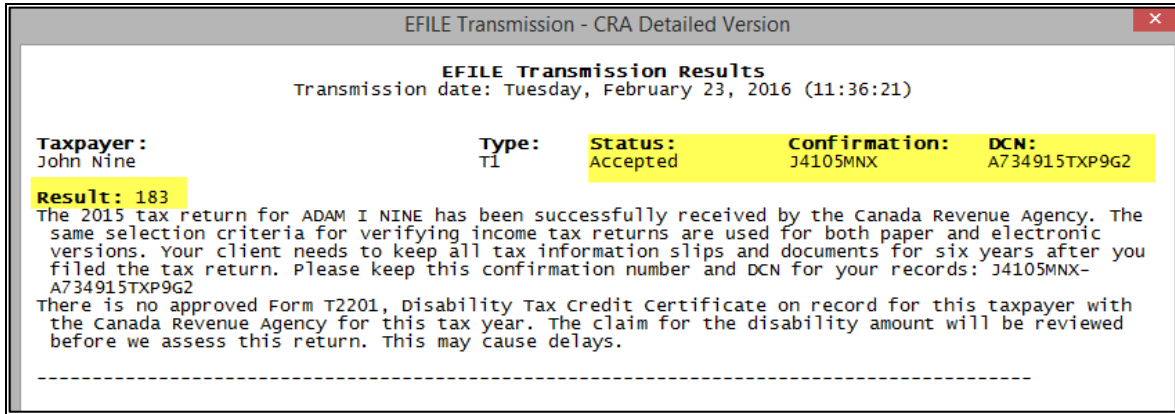 EFILE Transmission - CRA Detailed Version
EFILE Transmission Results
Transmission date: Tuesday, February 23, 2016 (11:36:21)
Taxpayer: Type: Status: Confirmation: DCN:
John Nine T1 Accepted J4105MNX A734915TXP9G2
Result: 183
The 2015 tax return for ADAM I NINE has been successfully received by the Canada Revenue Agency. The
same selection criteria for verifying income tax returns are used for both paper and electronic
versions. Your client needs to keep all tax information slips and documents for six years after you
filed the tax return. Please keep this confirmation number and DCN for your records: J4105MNX-
A734915TXP9G2
There is no approved Form T2201, Disability Tax Credit Certificate on record for this taxpayer with
the Canada Revenue Agency for this tax year. The claim for the disability amount will be reviewed
before we assess this return. This may cause delays.